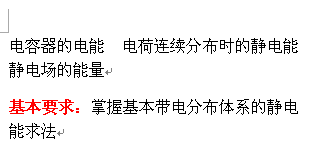 电容器的电能　电荷连续分布时的静电能
静电场的能量
基本要求：掌握基本带电分布体系的静电
能求法